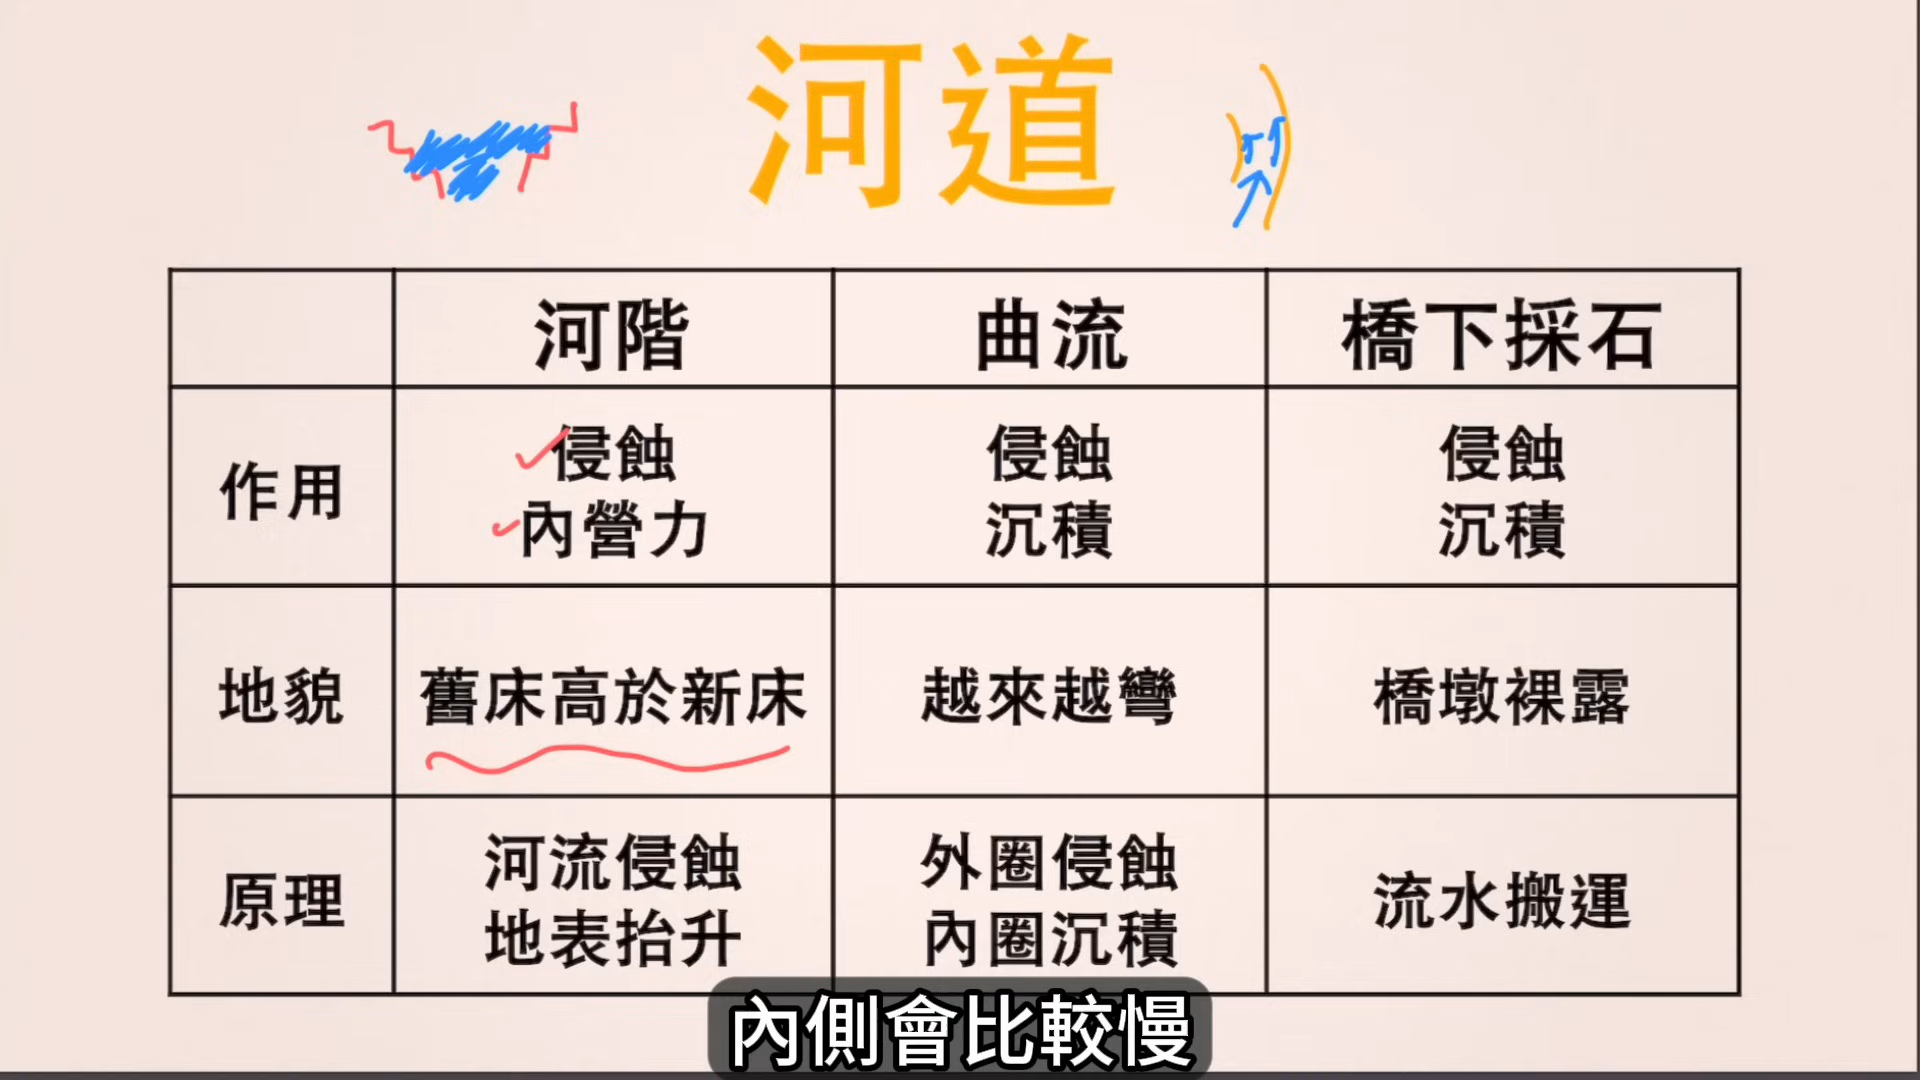 河道
河階 曲流 橋下採石
作用 侵蝕 內營力 侵蝕 沉積 侵蝕 沉積
地貌 舊床高於新床 越來越彎 橋墩裸露
原理 河流侵蝕 地表抬升 外圈侵蝕 內圈沉積 流水搬運
內側會比較慢